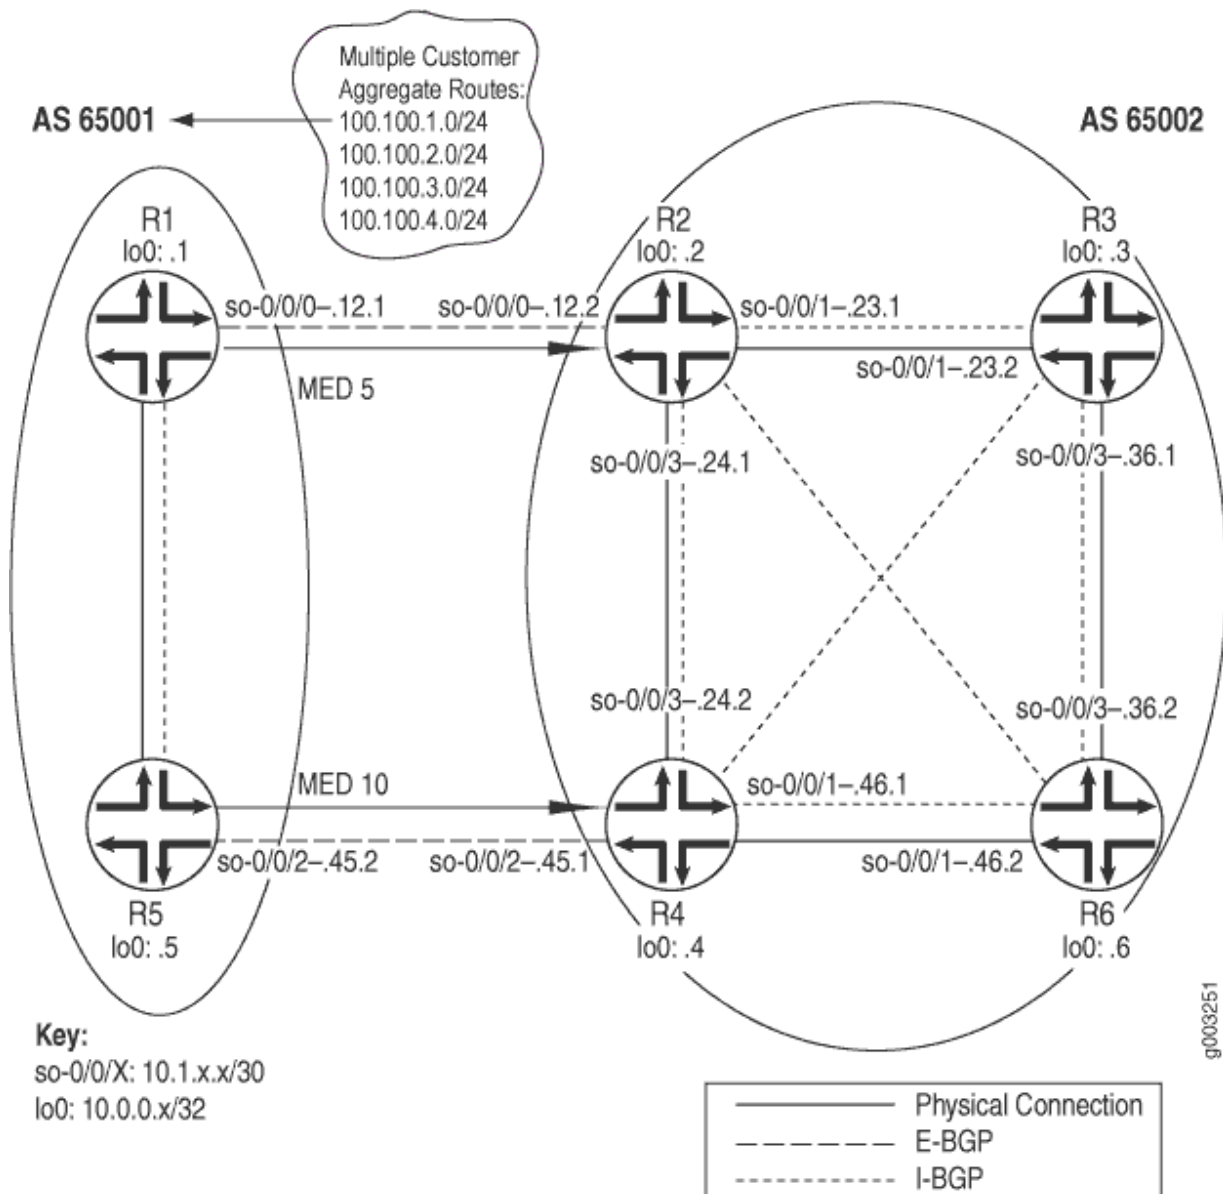 Multiple Customer
Aggregate Routes:
AS 65001
100.100.1.0/24
AS 65002
100.100.2.0/24
100.100.3.0/24
100.100.4.0/24
R1
lo0: .1
R2
lo0: .2
R3
lo0: .3
so-0/0/0–.12.1
so-0/0/0–.12.2
so-0/0/1–.23.1
so-0/0/1–.23.2
MED 5
so-0/0/3–.24.1
so-0/0/3–.36.1
so-0/0/3–.24.2
so-0/0/3–.36.2
MED 10
so-0/0/1–.46.1
so-0/0/2–.45.2
so-0/0/2–.45.1
so-0/0/1–.46.2
R5
lo0: .5
R4
lo0: .4
R6
lo0: .6
g003251
Key:
so-0/0/X: 10.1.x.x/30
lo0: 10.0.0.x/32
Physical Connection
E-BGP
I-BGP